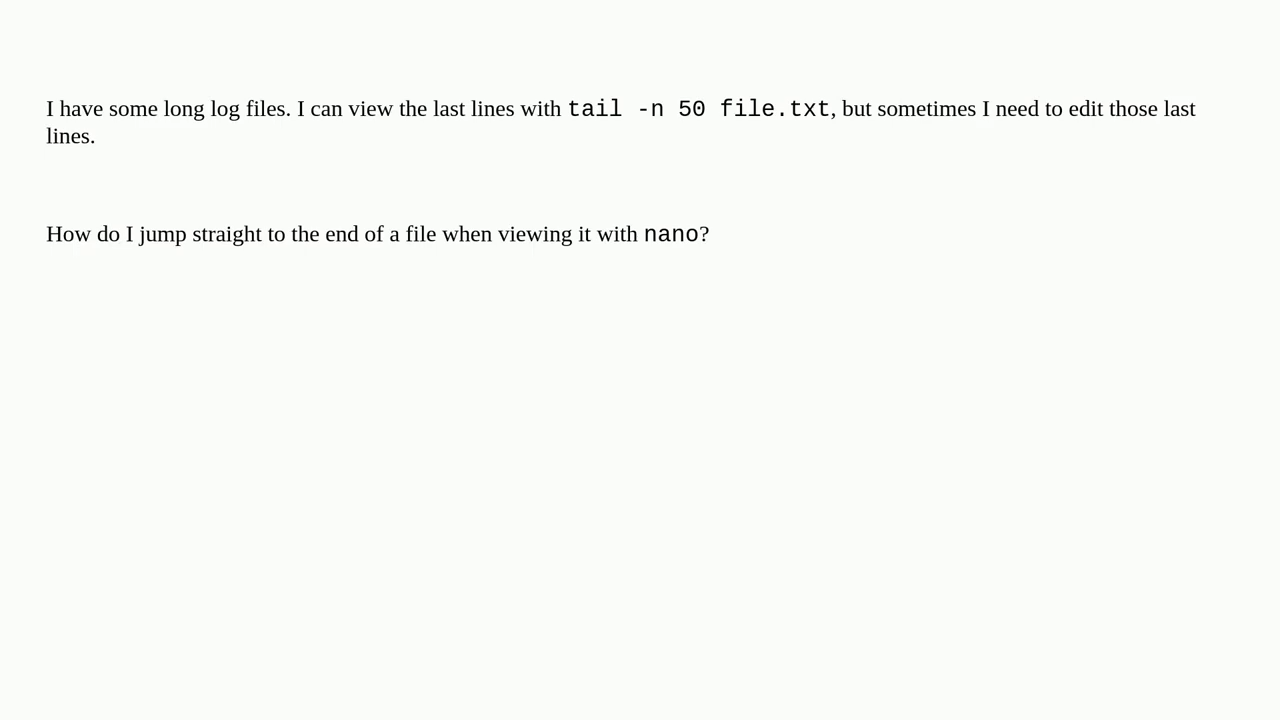 I have some long log files. I can view the last lines with tail -n 50 file.txt, but sometimes I need to edit those last
lines.
How do I jump straight to the end of a file when viewing it with nano?